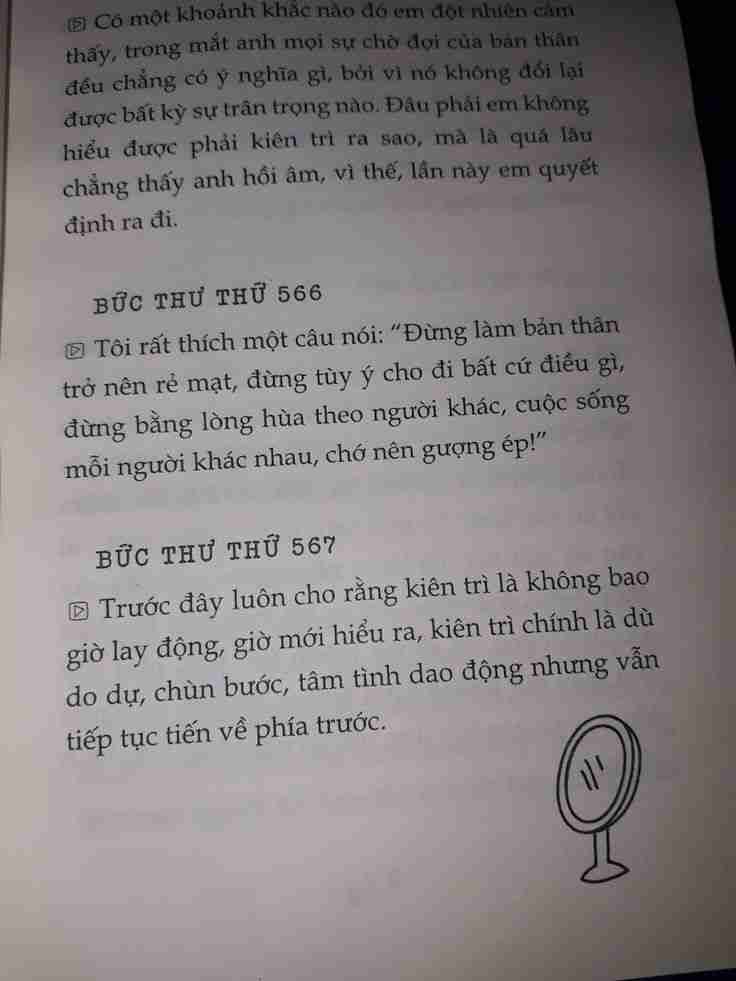 Có một khoảnh khắc nào đó em đột nhiên cảm
thấy, trong mắt anh mọi sự chờ đợi của bản thân
đều chẳng có ý nghĩa gì, bởi vì nó không đổi lại
được bất kỳ sự trân trọng nào. Đâu phải em không
hiểu được phải kiên trì ra sao, mà là quá lâu
chẳng thấy anh hồi âm, vì thế, lần này em quyết
định ra đi.
BỨC THƯ THỨ 566
Tôi rất thích một câu nói: “Đừng làm bản thân
trở nên rẻ mạt, đừng tùy ý cho đi bất cứ điều gì,
đừng bằng lòng hùa theo người khác, cuộc sống
mỗi người khác nhau, chớ nên gượng ép!”
BỨC THƯ THỨ 567
Trước đây luôn cho rằng kiên trì là không bao
giờ lay động, giờ mới hiểu ra, kiên trì chính là dù
do dự, chùn bước, tâm tình dao động nhưng vẫn
tiếp tục tiến về phía trước.